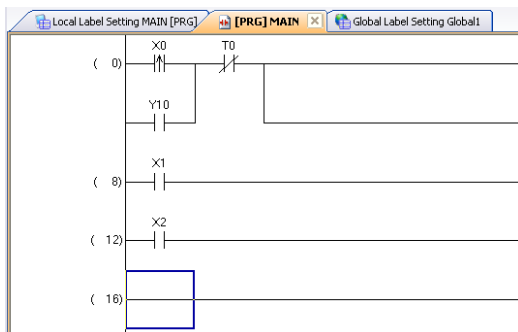 Local Label Setting MAIN [PRG] [PRG] MAIN Global Label Setting Global1
X0 T0
( 0)
Y10
X1
( 8)
X2
( 12)
( 16)